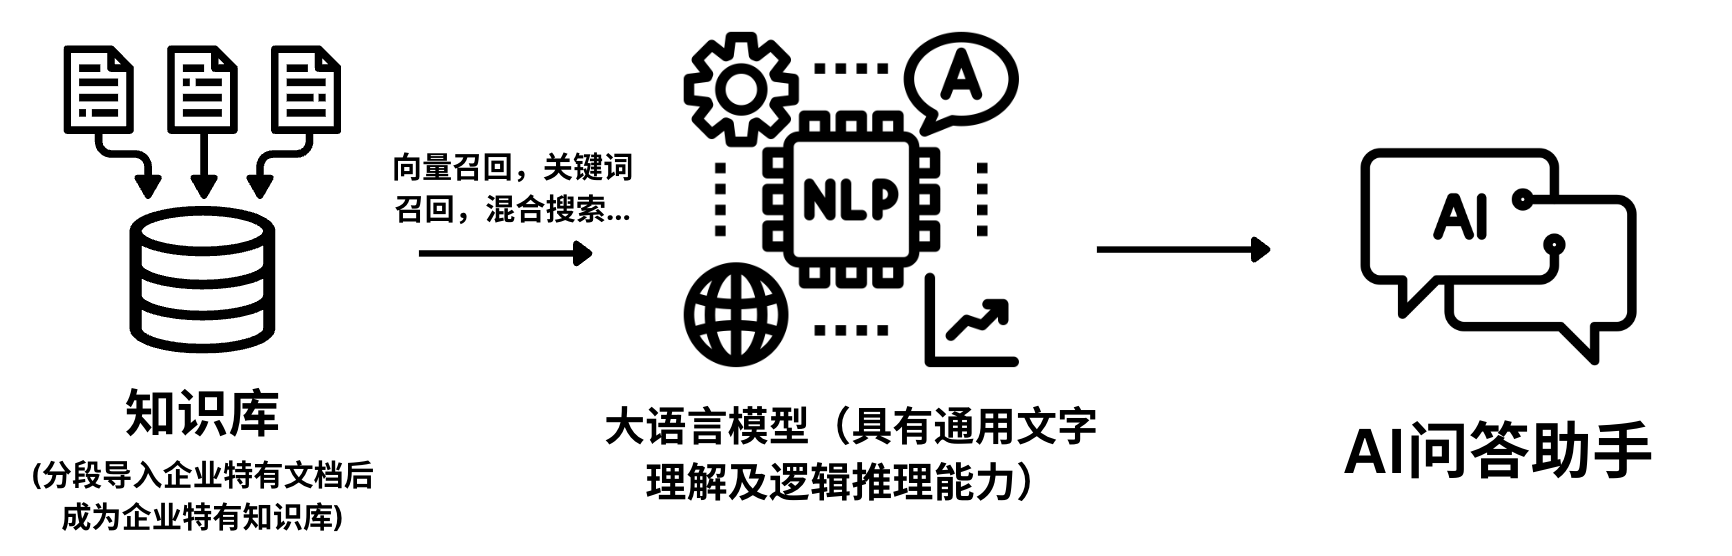 向量召回，关键词
召回，混合搜索...
A
NLP
AI
知识库
(分段导入企业特有文档后
成为企业特有知识库)
大语言模型（具有通用文字
理解及逻辑推理能力）
AI问答助手